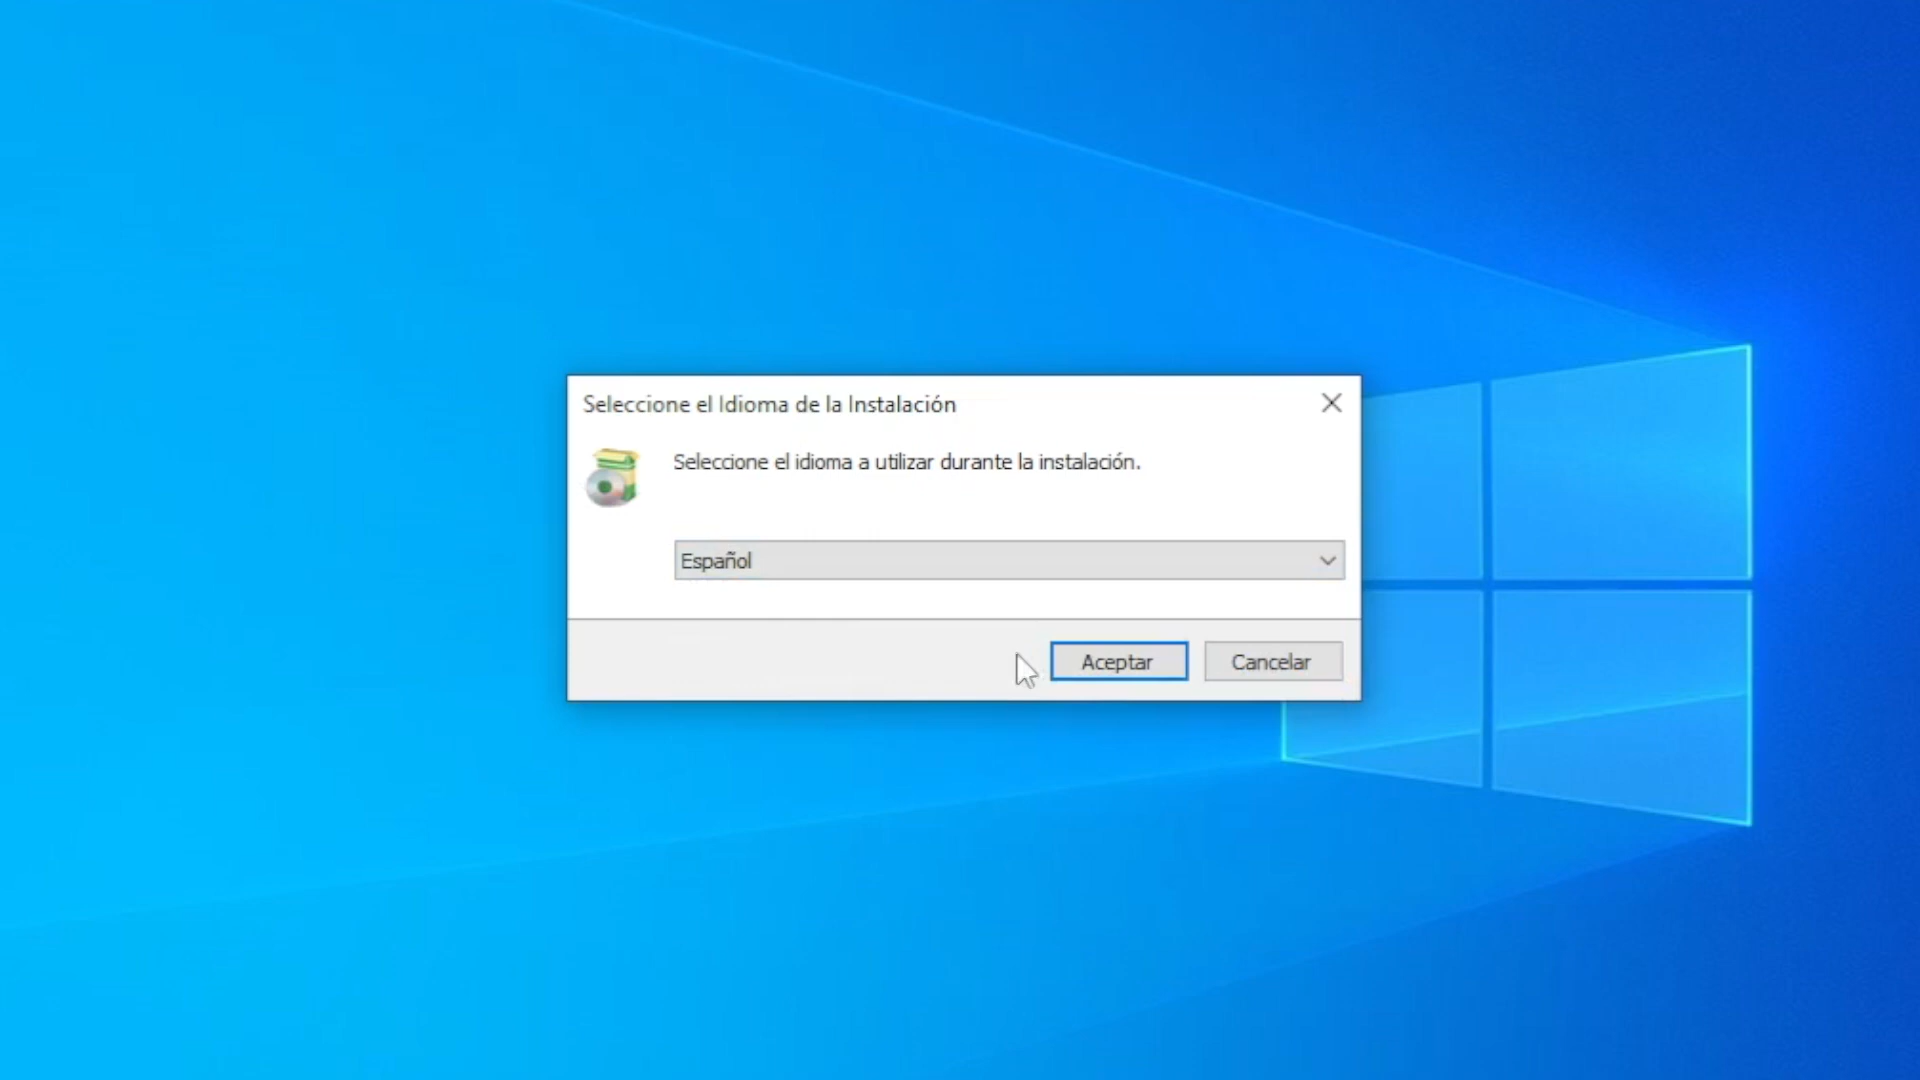 Seleccione el Idioma de la Instalación
Seleccione el idioma a utilizar durante la instalación.
Español
Aceptar
Cancelar